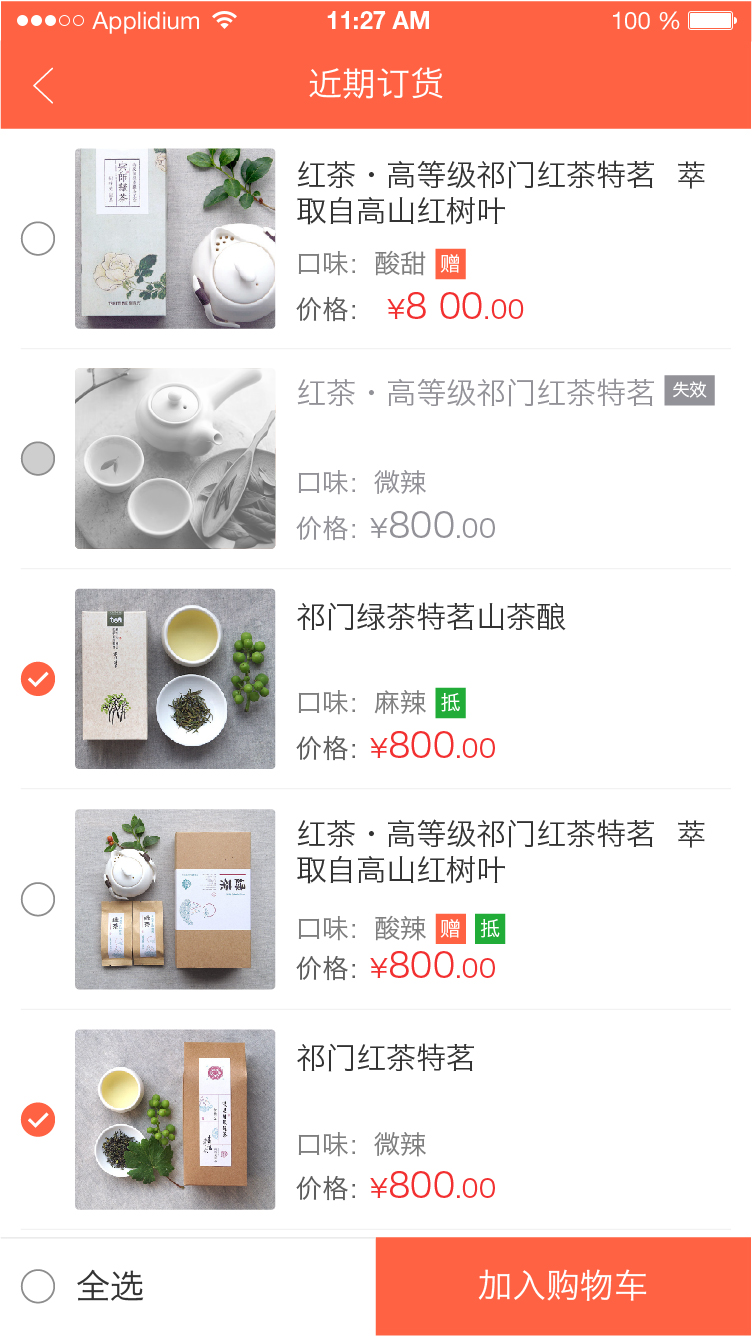 Applidium 11:27 AM 100 %
近期订货
红茶·高等级祁门红茶特茗 萃
取自高山红树叶
口味：酸甜 赠
价格： ¥8 00.00
红茶·高等级祁门红茶特茗 失效
口味：微辣
价格：¥800.00
祁门绿茶特茗山茶酿
口味：麻辣 抵
价格：¥800.00
绿茶
红茶·高等级祁门红茶特茗 萃
取自高山红树叶
口味：酸辣 赠 抵
价格：¥800.00
祁门红茶特茗
口味：微辣
价格：¥800.00
全选 加入购物车